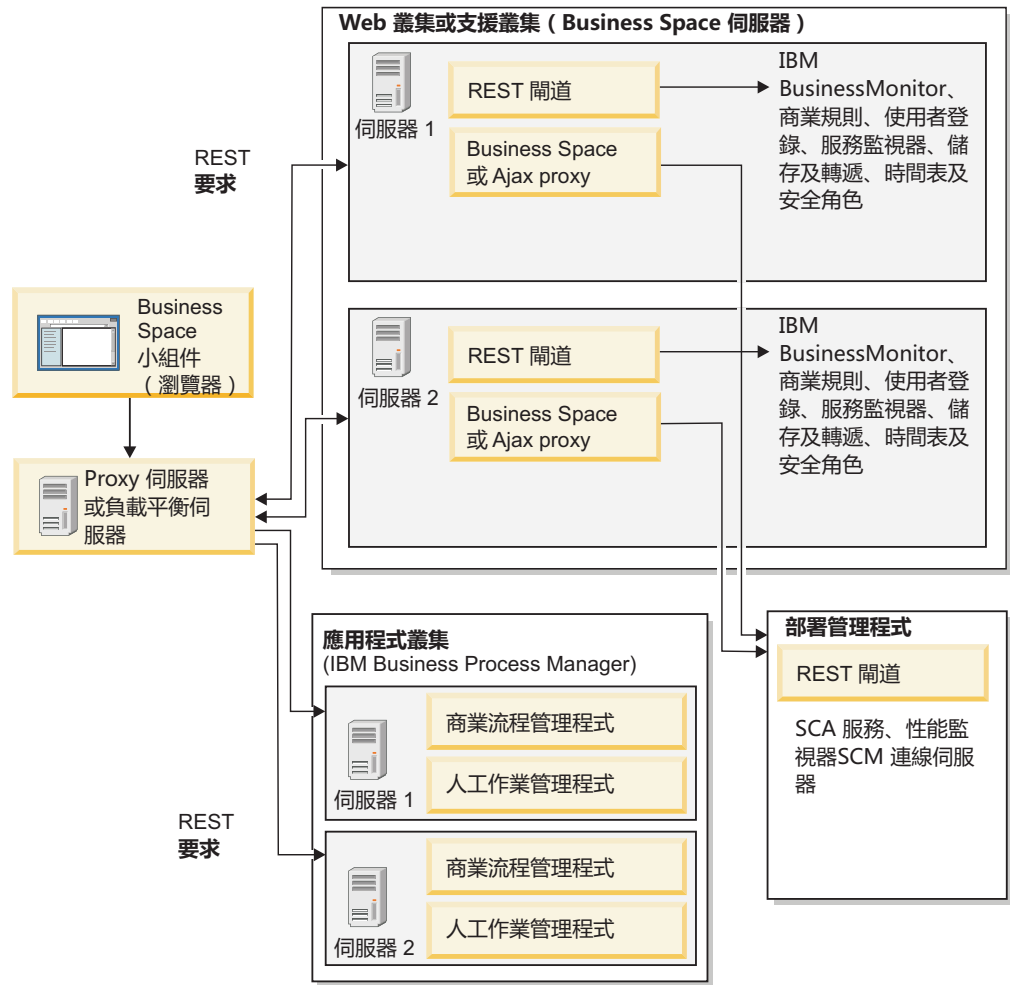 Web 叢集或支援叢集（Business Space 伺服器）
伺服器 1
REST 閘道
Business Space
或 Ajax proxy
IBM
BusinessMonitor、
商業規則、使用者登
錄、服務監視器、儲
存及轉遞、時間表及
安全角色
REST
要求
伺服器 2
REST 閘道
Business Space
或 Ajax proxy
IBM
BusinessMonitor、
商業規則、使用者登
錄、服務監視器、儲
存及轉遞、時間表及
安全角色
Business
Space
小組件
（瀏覽器）
Proxy 伺服器
或負載平衡伺
服器
應用程式叢集
(IBM Business Process Manager)
伺服器 1
商業流程管理程式
人工作業管理程式
REST
要求
伺服器 2
商業流程管理程式
人工作業管理程式
部署管理程式
REST 閘道
SCA 服務、性能監
視器SCM 連線伺服
器